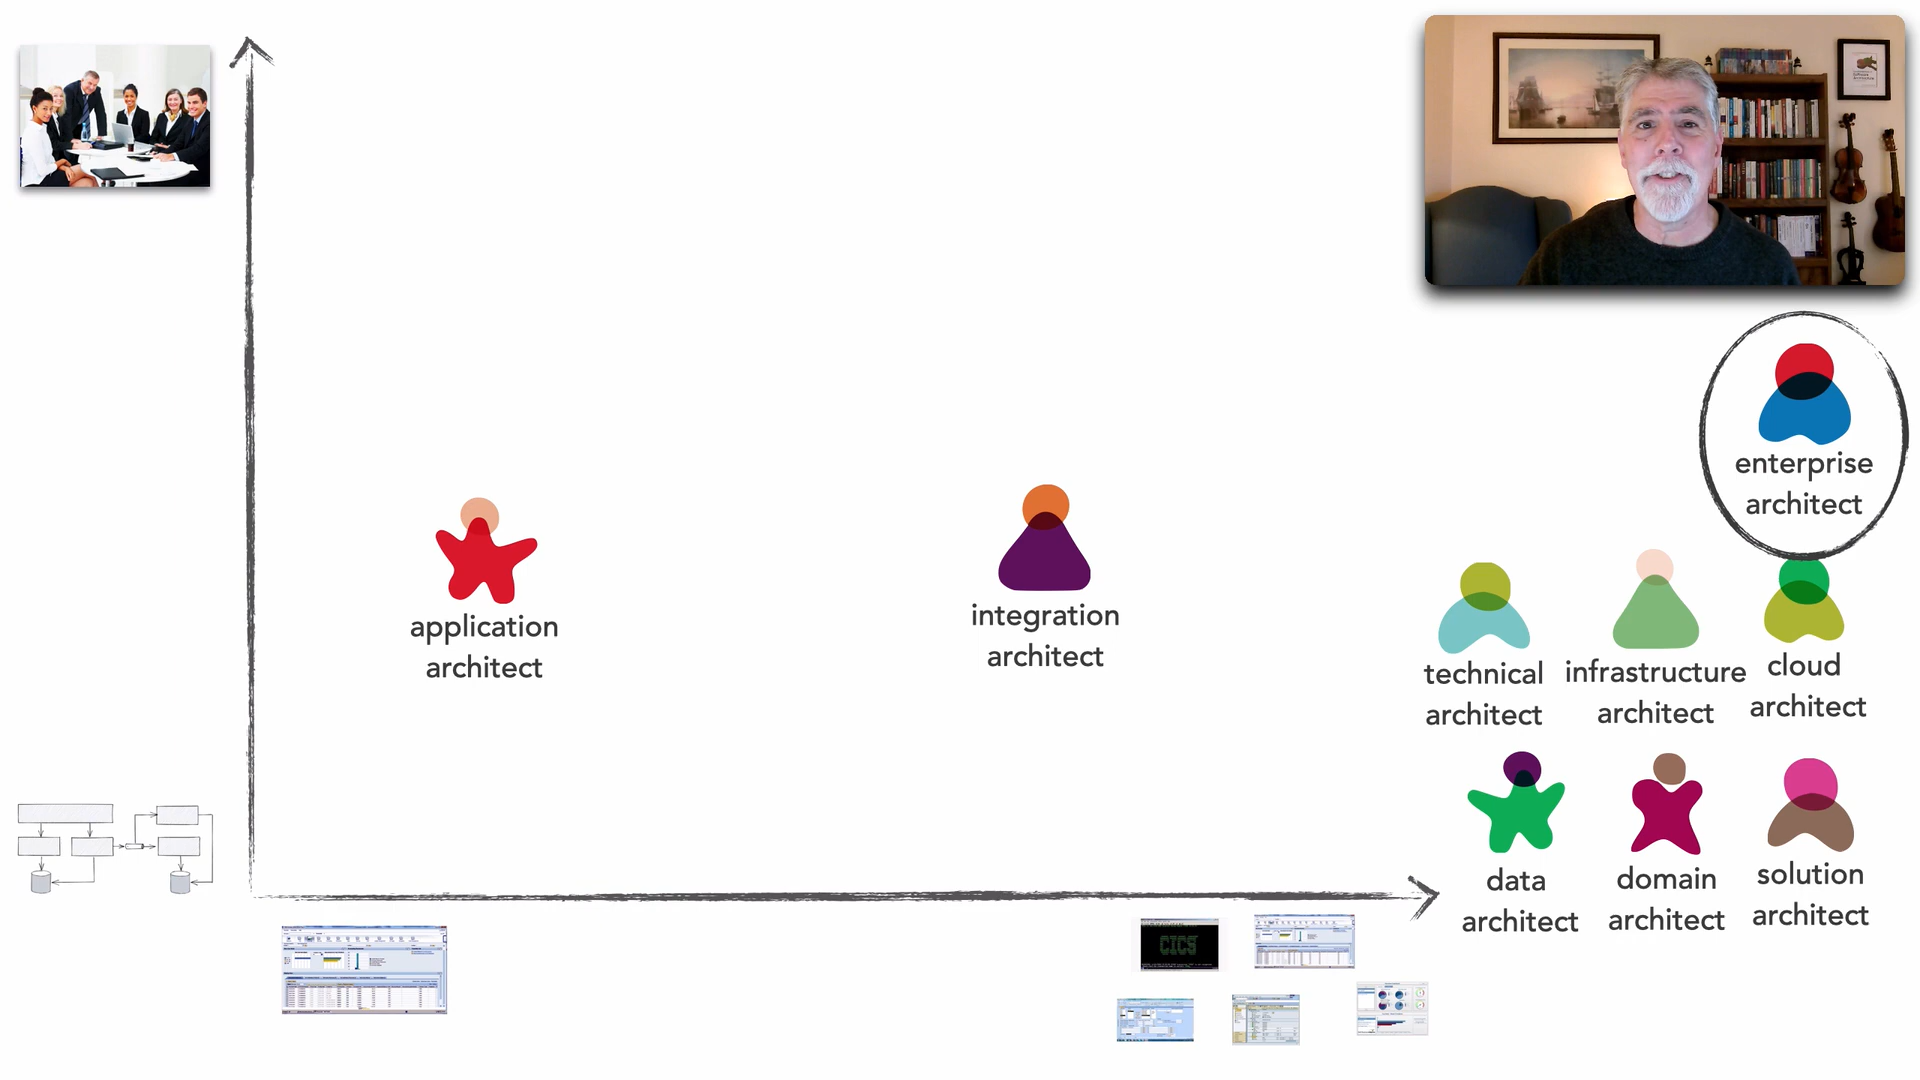 enterprise
architect
application
architect
integration
architect
technical
architect
infrastructure
architect
cloud
architect
data
architect
domain
architect
solution
architect
CICS